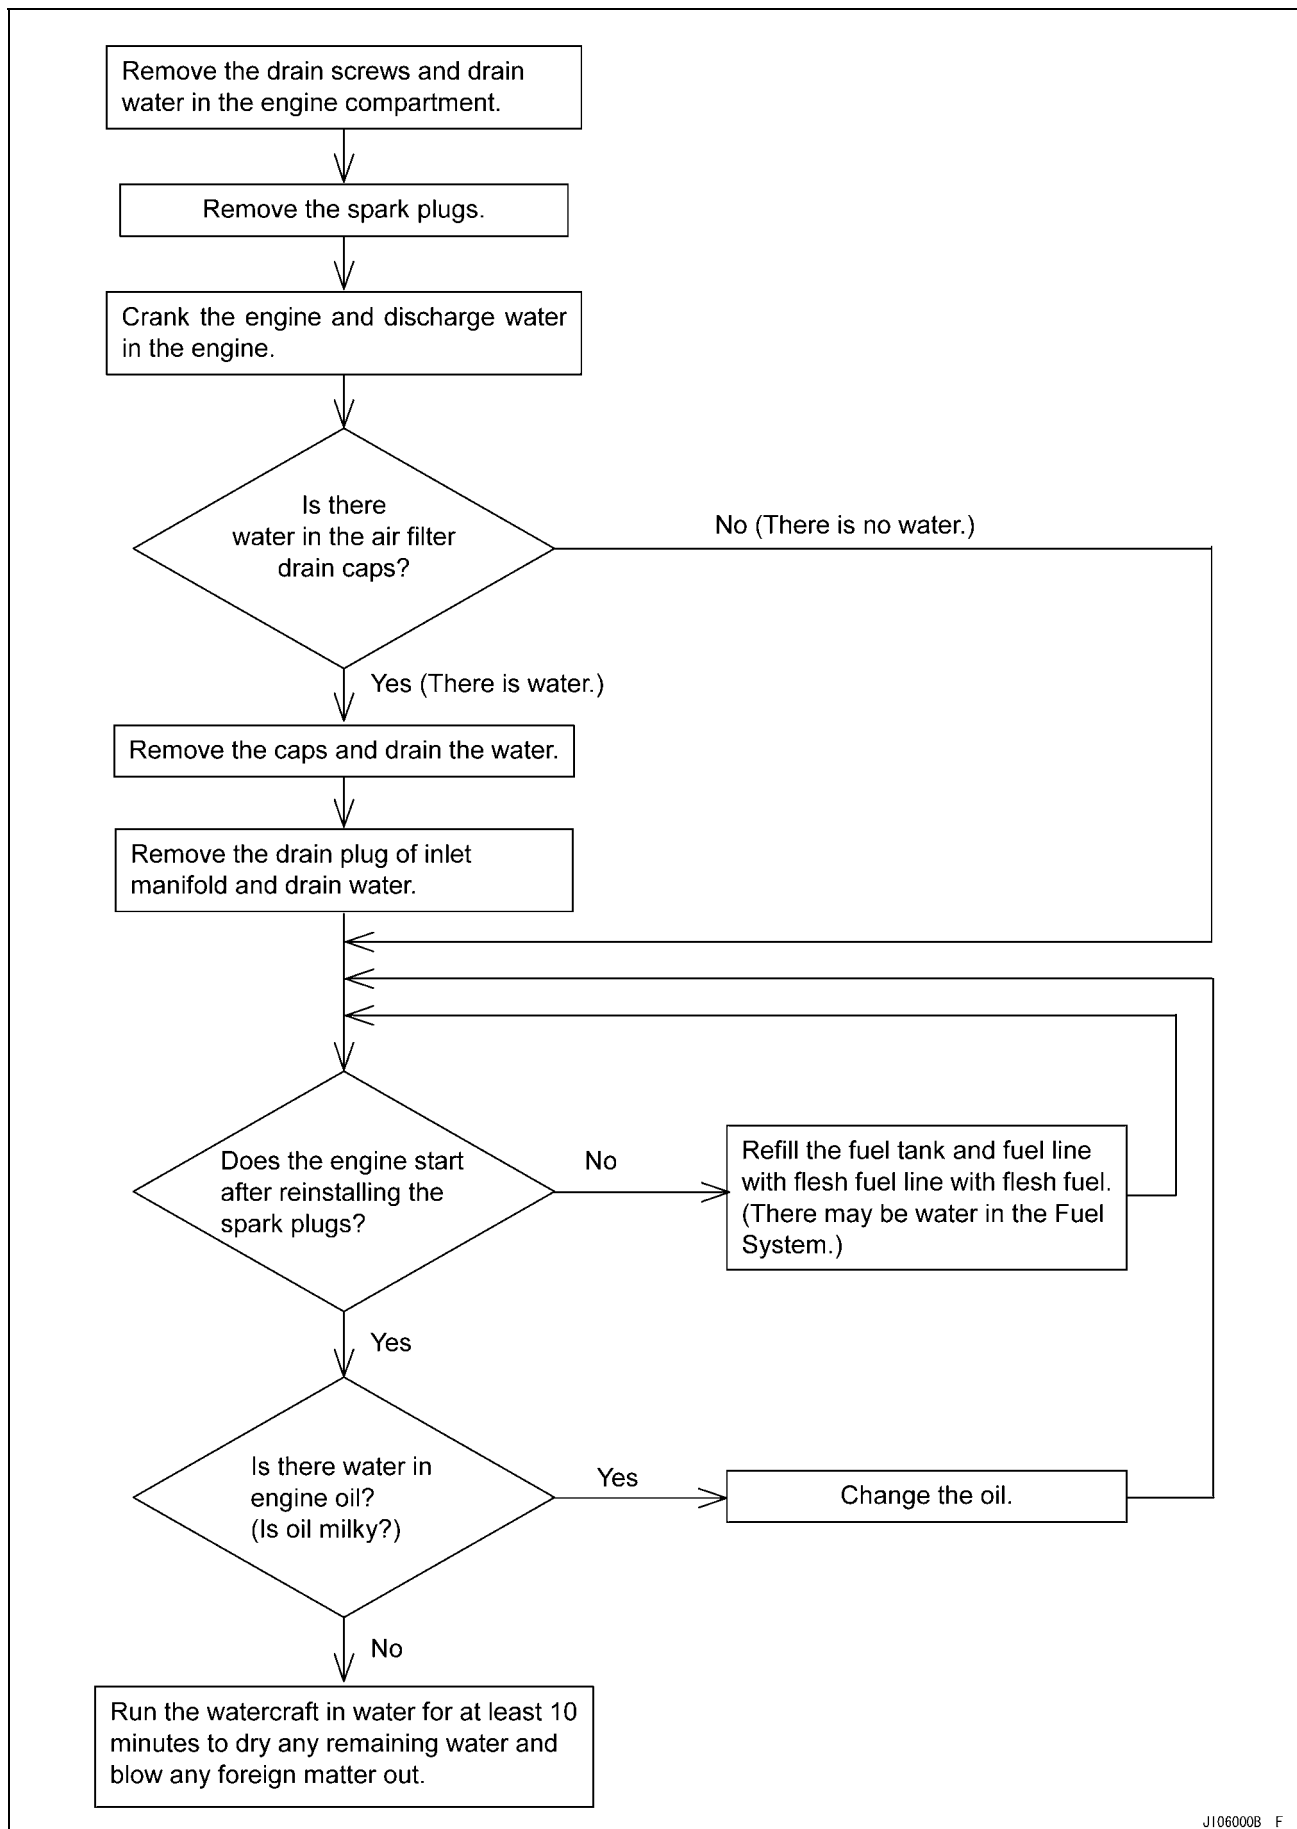 Remove the drain screws and drain
water in the engine compartment.
Remove the spark plugs.
Crank the engine and discharge water
in the engine.
Is there
water in the air filter
drain caps?
No (There is no water.)
Yes (There is water.)
Remove the caps and drain the water.
Remove the drain plug of inlet
manifold and drain water.
Does the engine start
after reinstalling the
spark plugs?
No
Refill the fuel tank and fuel line
with flesh fuel line with flesh fuel.
(There may be water in the Fuel
System.)
Yes
Is there water in
engine oil?
(Is oil milky?)
Yes
Change the oil.
No
Run the watercraft in water for at least 10
minutes to dry any remaining water and
blow any foreign matter out.
JI06000B F